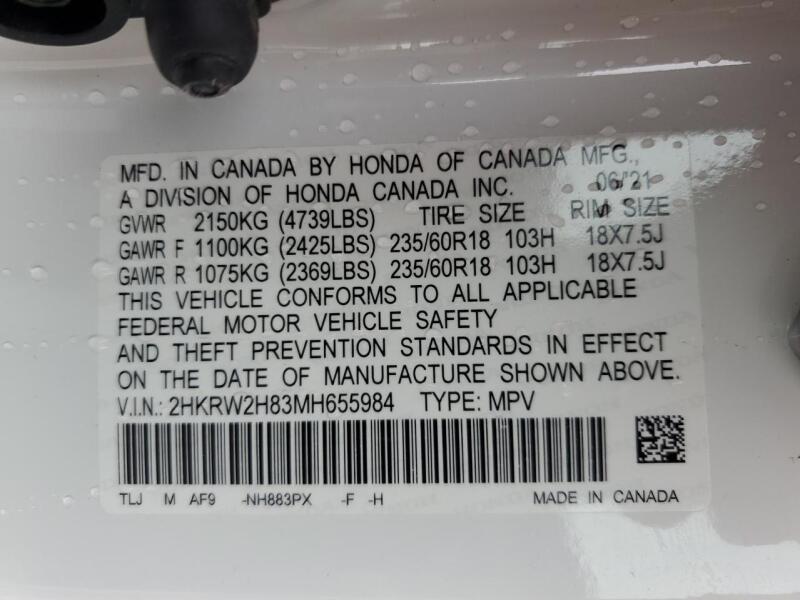 MFD. IN CANADA BY HONDA OF CANADA MFG.,
A DIVISION OF HONDA CANADA INC. 06/'21
GVWR 2150KG (4739LBS) TIRE SIZE RIM SIZE
GAWR F 1100KG (2425LBS) 235/60R18 103H 18X7.5J
GAWR R 1075KG (2369LBS) 235/60R18 103H 18X7.5J
THIS VEHICLE CONFORMS TO ALL APPLICABLE
FEDERAL MOTOR VEHICLE SAFETY
AND THEFT PREVENTION STANDARDS IN EFFECT
ON THE DATE OF MANUFACTURE SHOWN ABOVE.
V.I.N.: 2HKRW2H83MH655984 TYPE: MPV
TLJ M AF9 -NH883PX -F -H MADE IN CANADA